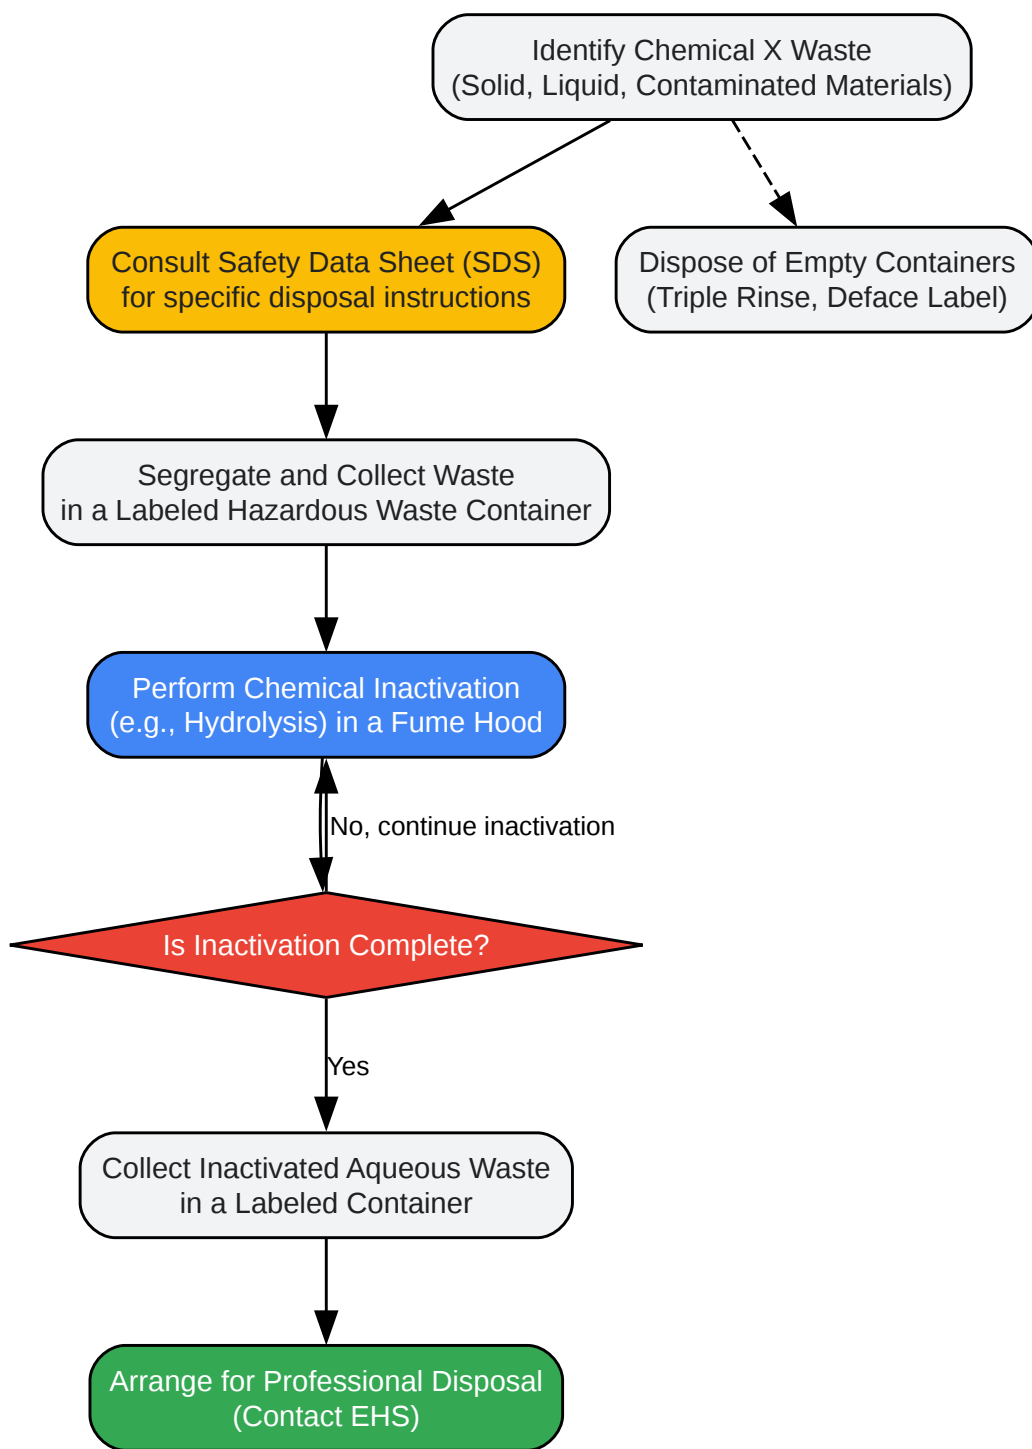 Identify Chemical X Waste
(Solid, Liquid, Contaminated Materials)
Consult Safety Data Sheet (SDS)
for specific disposal instructions
Dispose of Empty Containers
(Triple Rinse, Deface Label)
Segregate and Collect Waste
in a Labeled Hazardous Waste Container
Perform Chemical Inactivation
(e.g., Hydrolysis) in a Fume Hood
No, continue inactivation
Is Inactivation Complete?
Yes
Collect Inactivated Aqueous Waste
in a Labeled Container
Arrange for Professional Disposal
(Contact EHS)